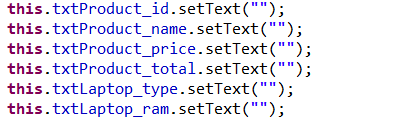 this.txtProduct_id.setText("");
this.txtProduct_name.setText("");
this.txtProduct_price.setText("");
this.txtProduct_total.setText("");
this.txtLaptop_type.setText("");
this.txtLaptop_ram.setText("");